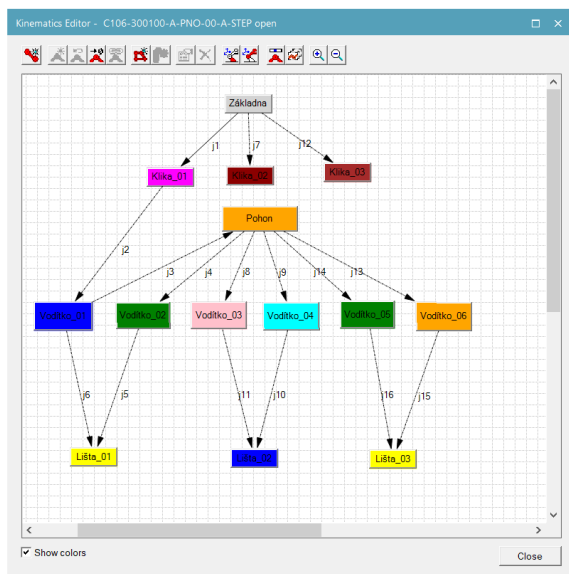 Kinematics Editor - C106-300100-A-PNO-00-A-STEP open
Základna
j1
j7
j12
Klika_01
Klika_02
Klika_03
j2
Pohon
j3
j4
j8
j9
j14
j13
Vodítko_01
Vodítko_02
Vodítko_03
Vodítko_04
Vodítko_05
Vodítko_06
j6
j5
j11
j10
j16
j15
Lišta_01
Lišta_02
Lišta_03
Show colors
Close